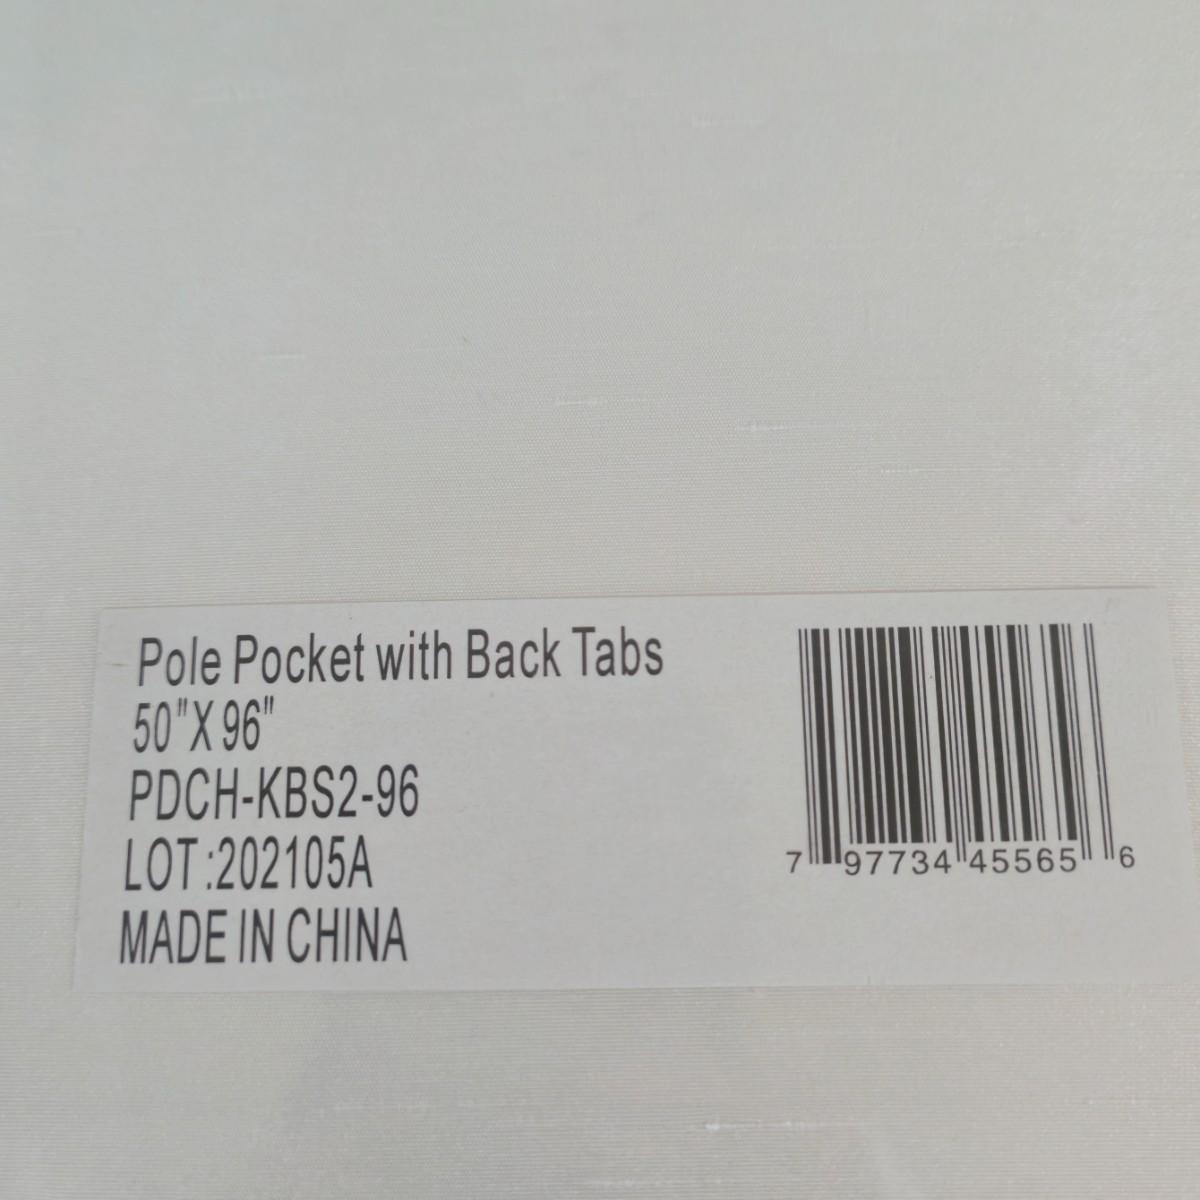 Pole Pocket with Back Tabs
50"X 96"
PDCH-KBS2-96
LOT :202105A
MADE IN CHINA
7 97734 45565 6